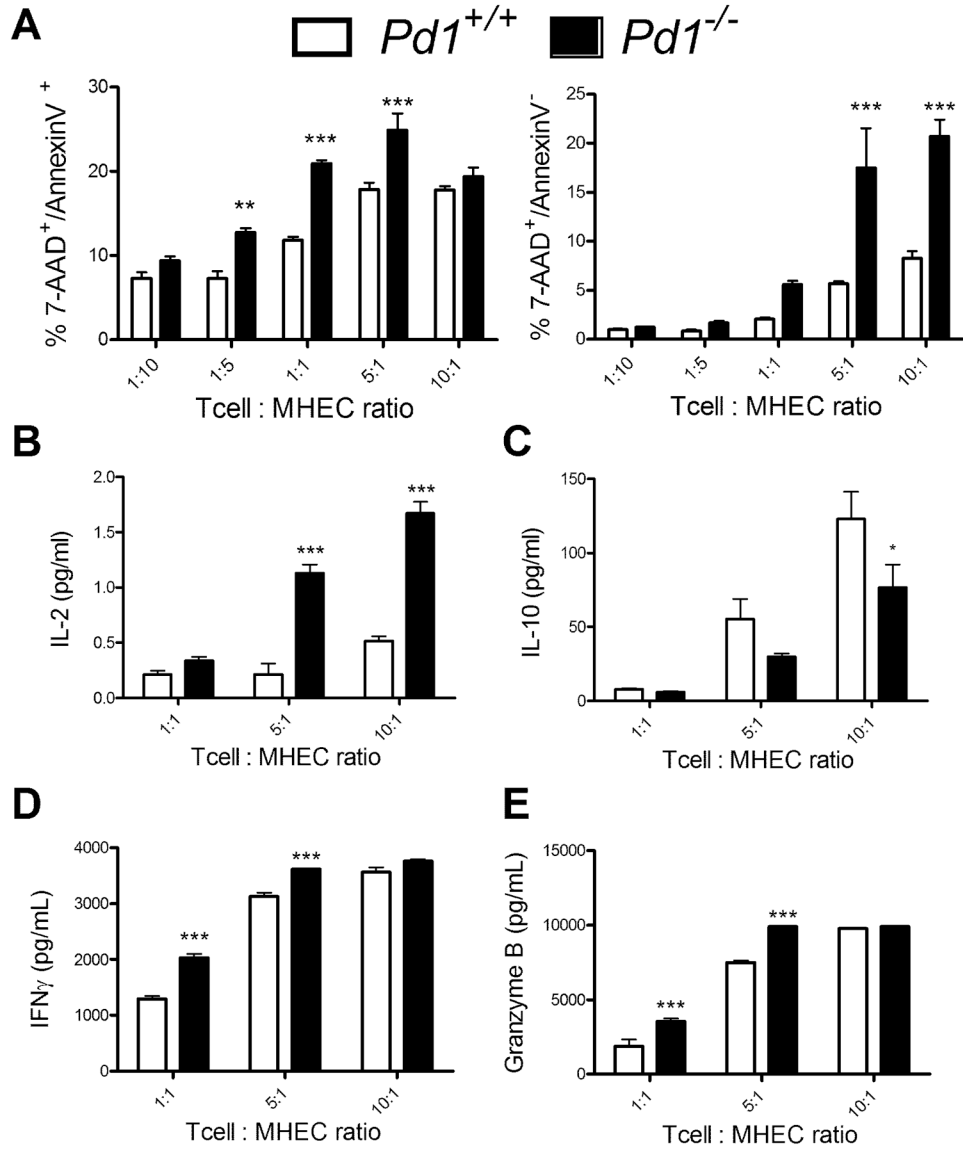 A
Pd1+/+ Pd1-/-
% 7-AAD+/AnnexinV +
30
20
10
0
**
***
***
1:10 1:5 1:1 5:1 10:1
Tcell : MHEC ratio
% 7-AAD+/AnnexinV-
25
20
15
10
5
0
*** ***
1:10 1:5 1:1 5:1 10:1
Tcell : MHEC ratio
B
IL-2 (pg/ml)
2.0
1.5
1.0
0.5
0.0
***
***
1:1 5:1 10:1
Tcell : MHEC ratio
C
IL-10 (pg/ml)
150
100
50
0
*
1:1 5:1 10:1
Tcell : MHEC ratio
D
IFNγ (pg/mL)
4000
3000
2000
1000
0
***
***
1:1 5:1 10:1
Tcell : MHEC ratio
E
Granzyme B (pg/mL)
15000
10000
5000
0
***
***
1:1 5:1 10:1
Tcell : MHEC ratio